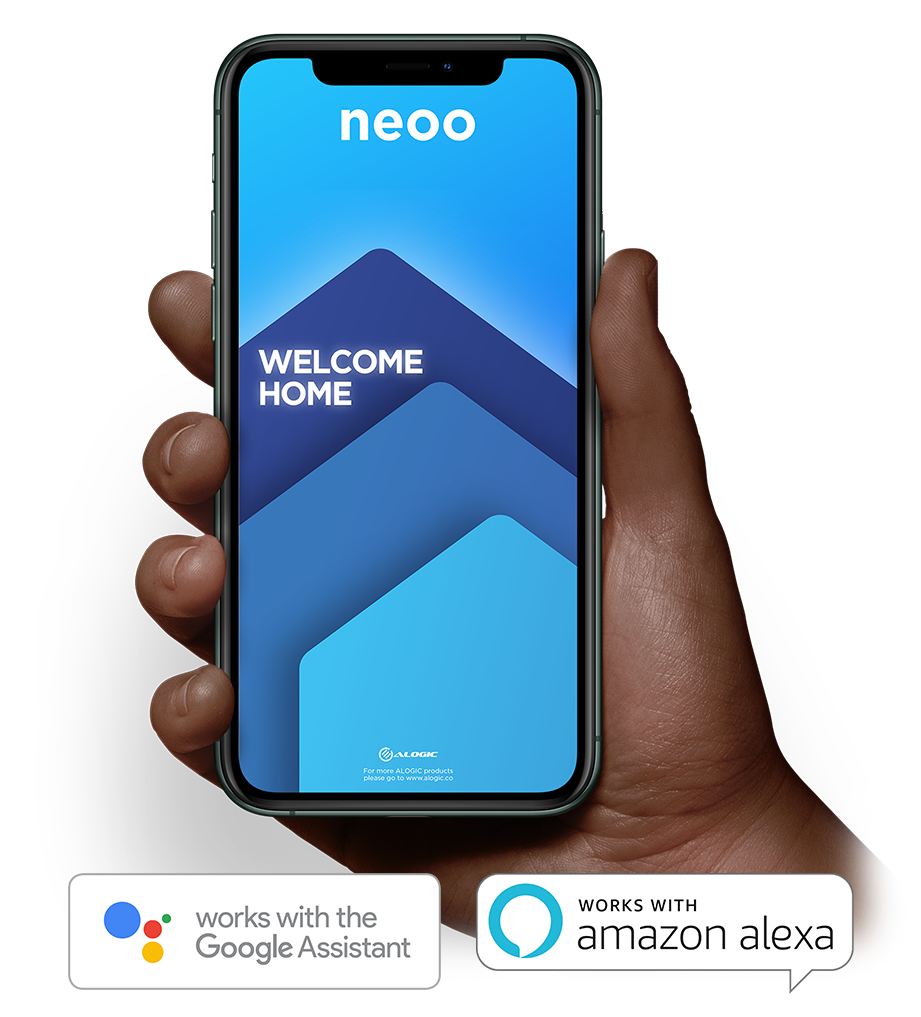 neoo
WELCOME
HOME
ALOGIC
For more ALOGIC products
please go to www.alogic.co
works with the
Google Assistant
WORKS WITH
amazon alexa